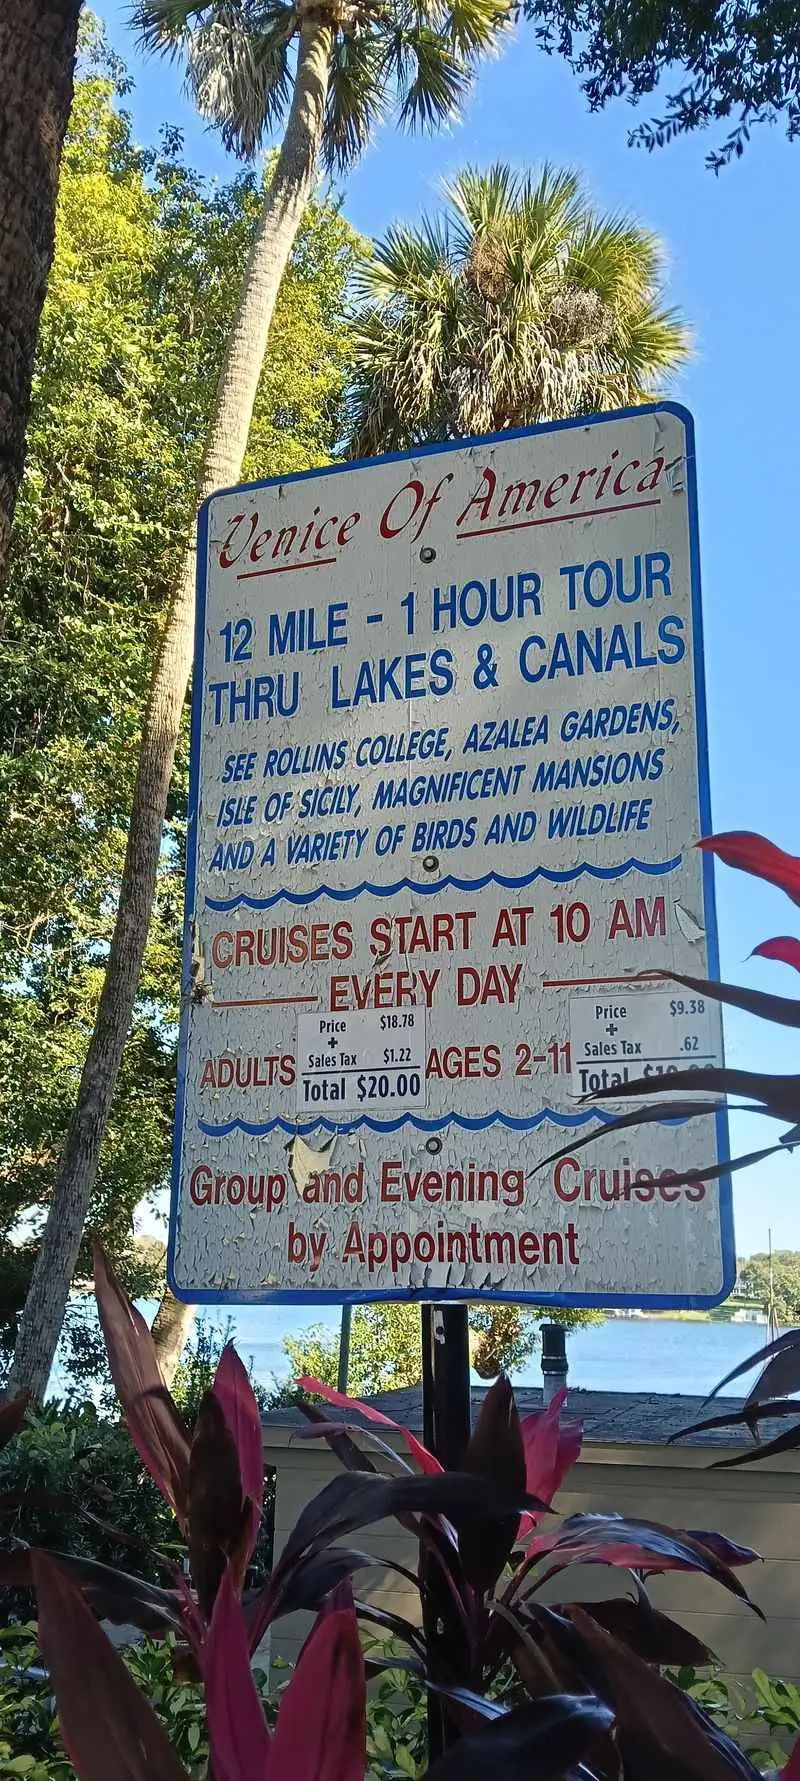 Venice Of America
12 MILE - 1 HOUR TOUR
THRU LAKES & CANALS
SEE ROLLINS COLLEGE, AZALEA GARDENS,
ISLE OF SICILY, MAGNIFICENT MANSIONS
AND A VARIETY OF BIRDS AND WILDLIFE
CRUISES START AT 10 AM
EVERY DAY
ADULTS
Price $18.78
+
Sales Tax $1.22
Total $20.00
AGES 2-11
Price $9.38
+
Sales Tax .62
Total
Group and Evening Cruises
by Appointment